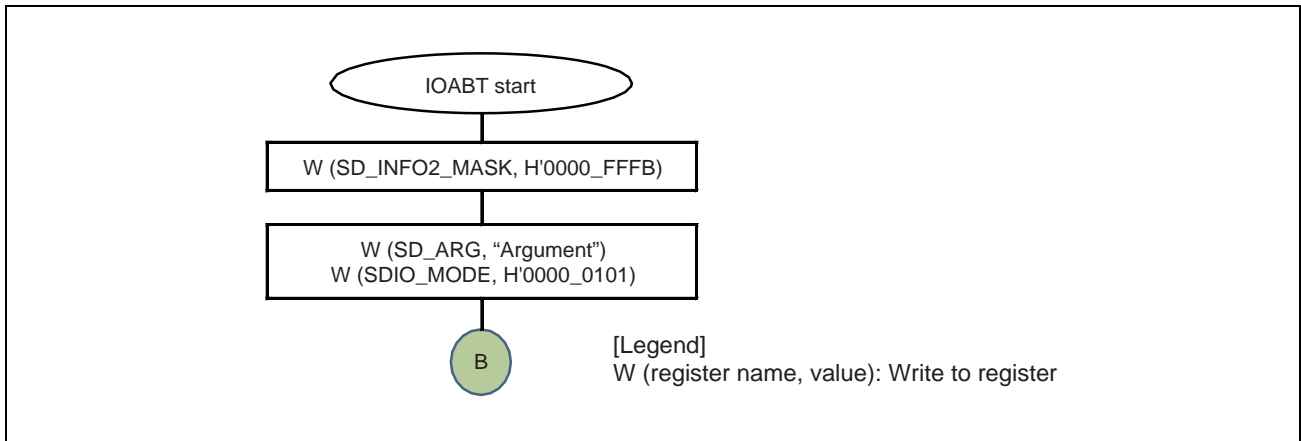 IOABT start
W (SD_INFO2_MASK, H'0000_FFFB)
W (SD_ARG, “Argument”)
W (SDIO_MODE, H'0000_0101)
B
[Legend]
W (register name, value): Write to register